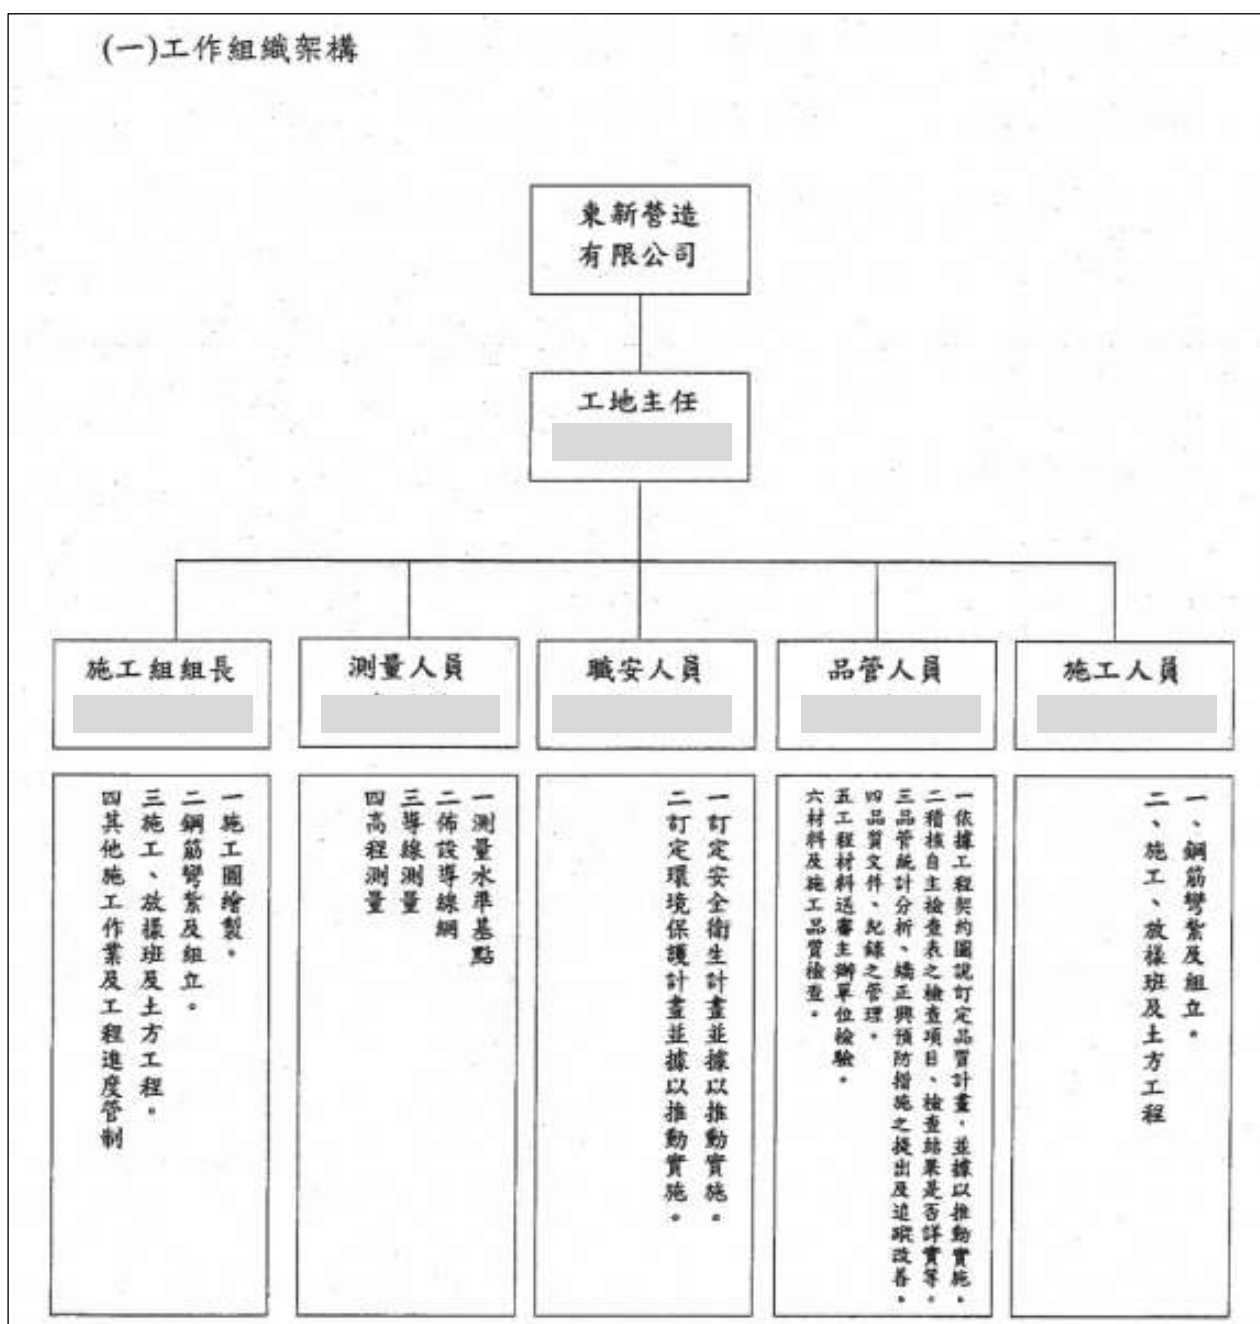 (一)工作組織架構
東新營造
有限公司
工地主任
施工組組長
測量人員
職安人員
品管人員
施工人員
一施工圖繪製。
二鋼筋彎紮及組立。
三施工、放樣班及土方工程。
四其他施工作業及工程進度管制
一測量水準基點
二佈設導線網
三導線測量
四高程測量
一訂定安全衛生計畫並據以推動實施。
二訂定環境保護計畫並據以推動實施。
一依據工程契約圖說訂定品質計畫，並據以推動實施。
二稽核自主檢查表之檢查項目、檢查結果是否詳實等。
三品管統計分析、矯正與預防措施之提出及追蹤改善。
四品質文件、紀錄之管理。
五工程材料送審主辦單位檢驗。
六材料及施工品質檢查。
一、鋼筋彎紮及組立。
二、施工、放樣班及土方工程